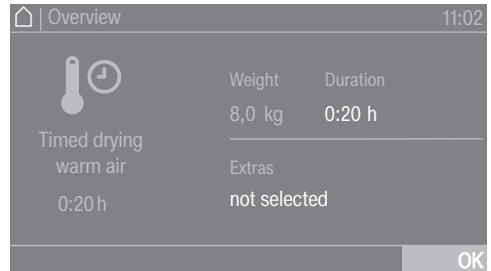 | Overview 11:02
Weight Duration
8,0 kg 0:20 h
Timed drying
warm air
0:20 h
Extras
not selected
OK